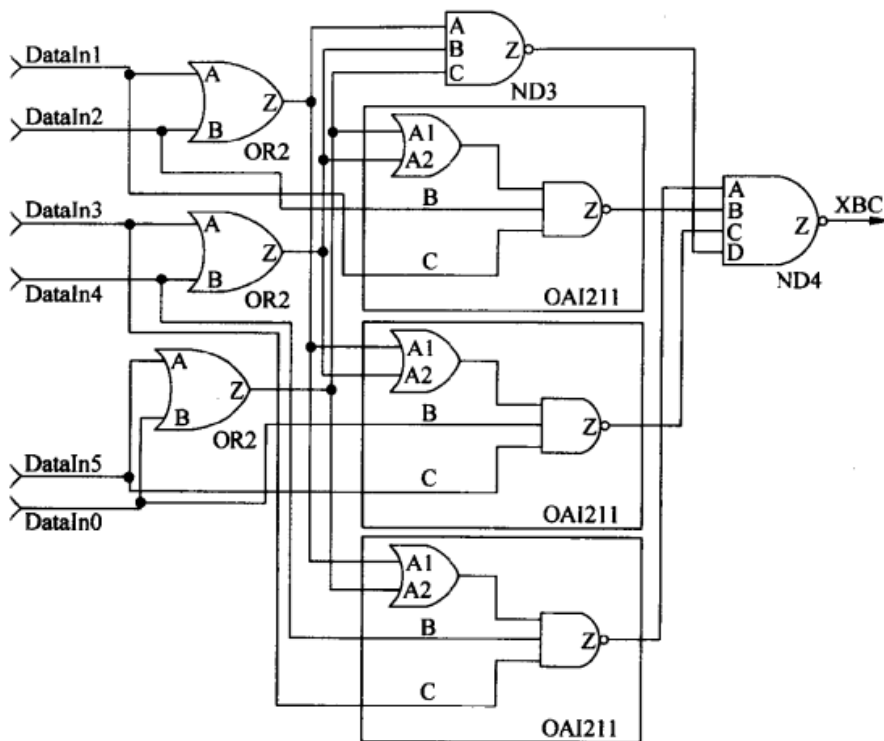 DataIn1
DataIn2
DataIn3
DataIn4
DataIn5
DataIn0
A
B
Z
OR2
A
B
Z
OR2
A
B
Z
OR2
A
B
C
Z
ND3
A1
A2
B
C
Z
OAI211
A1
A2
B
C
Z
OAI211
A1
A2
B
C
Z
OAI211
A
B
C
D
Z
ND4
XBC